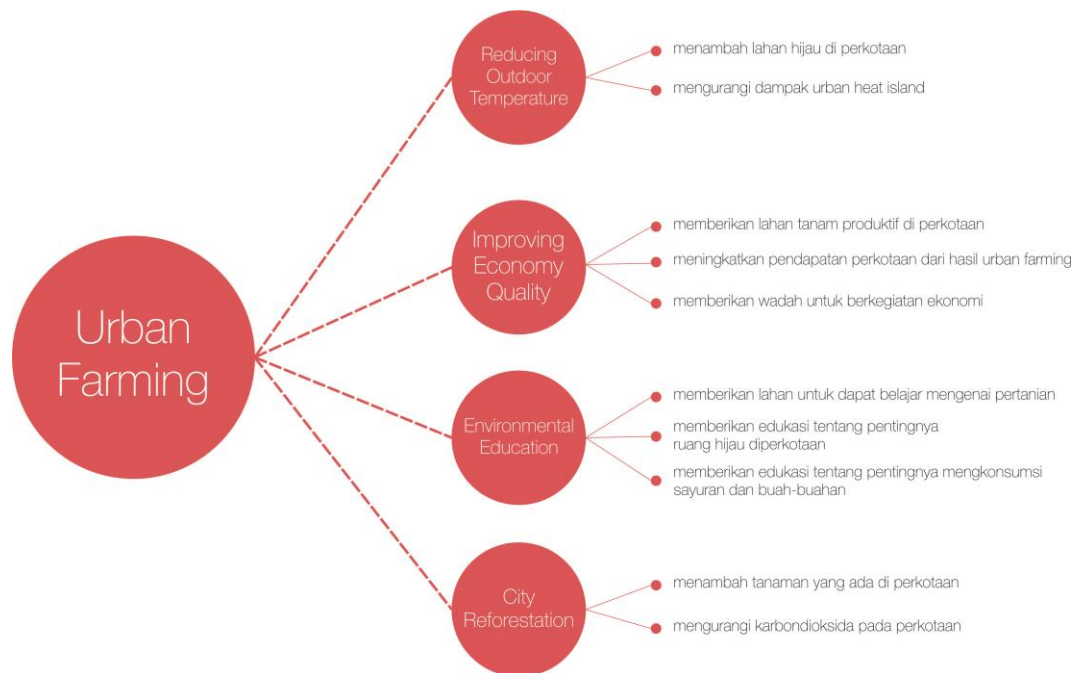 Urban
Farming
Reducing
Outdoor
Temperature
menambah lahan hijau di perkotaan
mengurangi dampak urban heat island
Improving
Economy
Quality
memberikan lahan tanam produktif di perkotaan
meningkatkan pendapatan perkotaan dari hasil urban farming
memberikan wadah untuk berkegiatan ekonomi
Environmental
Education
memberikan lahan untuk dapat belajar mengenai pertanian
memberikan edukasi tentang pentingnya
ruang hijau diperkotaan
memberikan edukasi tentang pentingnya mengkonsumsi
sayuran dan buah-buahan
City
Reforestation
menambah tanaman yang ada di perkotaan
mengurangi karbondioksida pada perkotaan